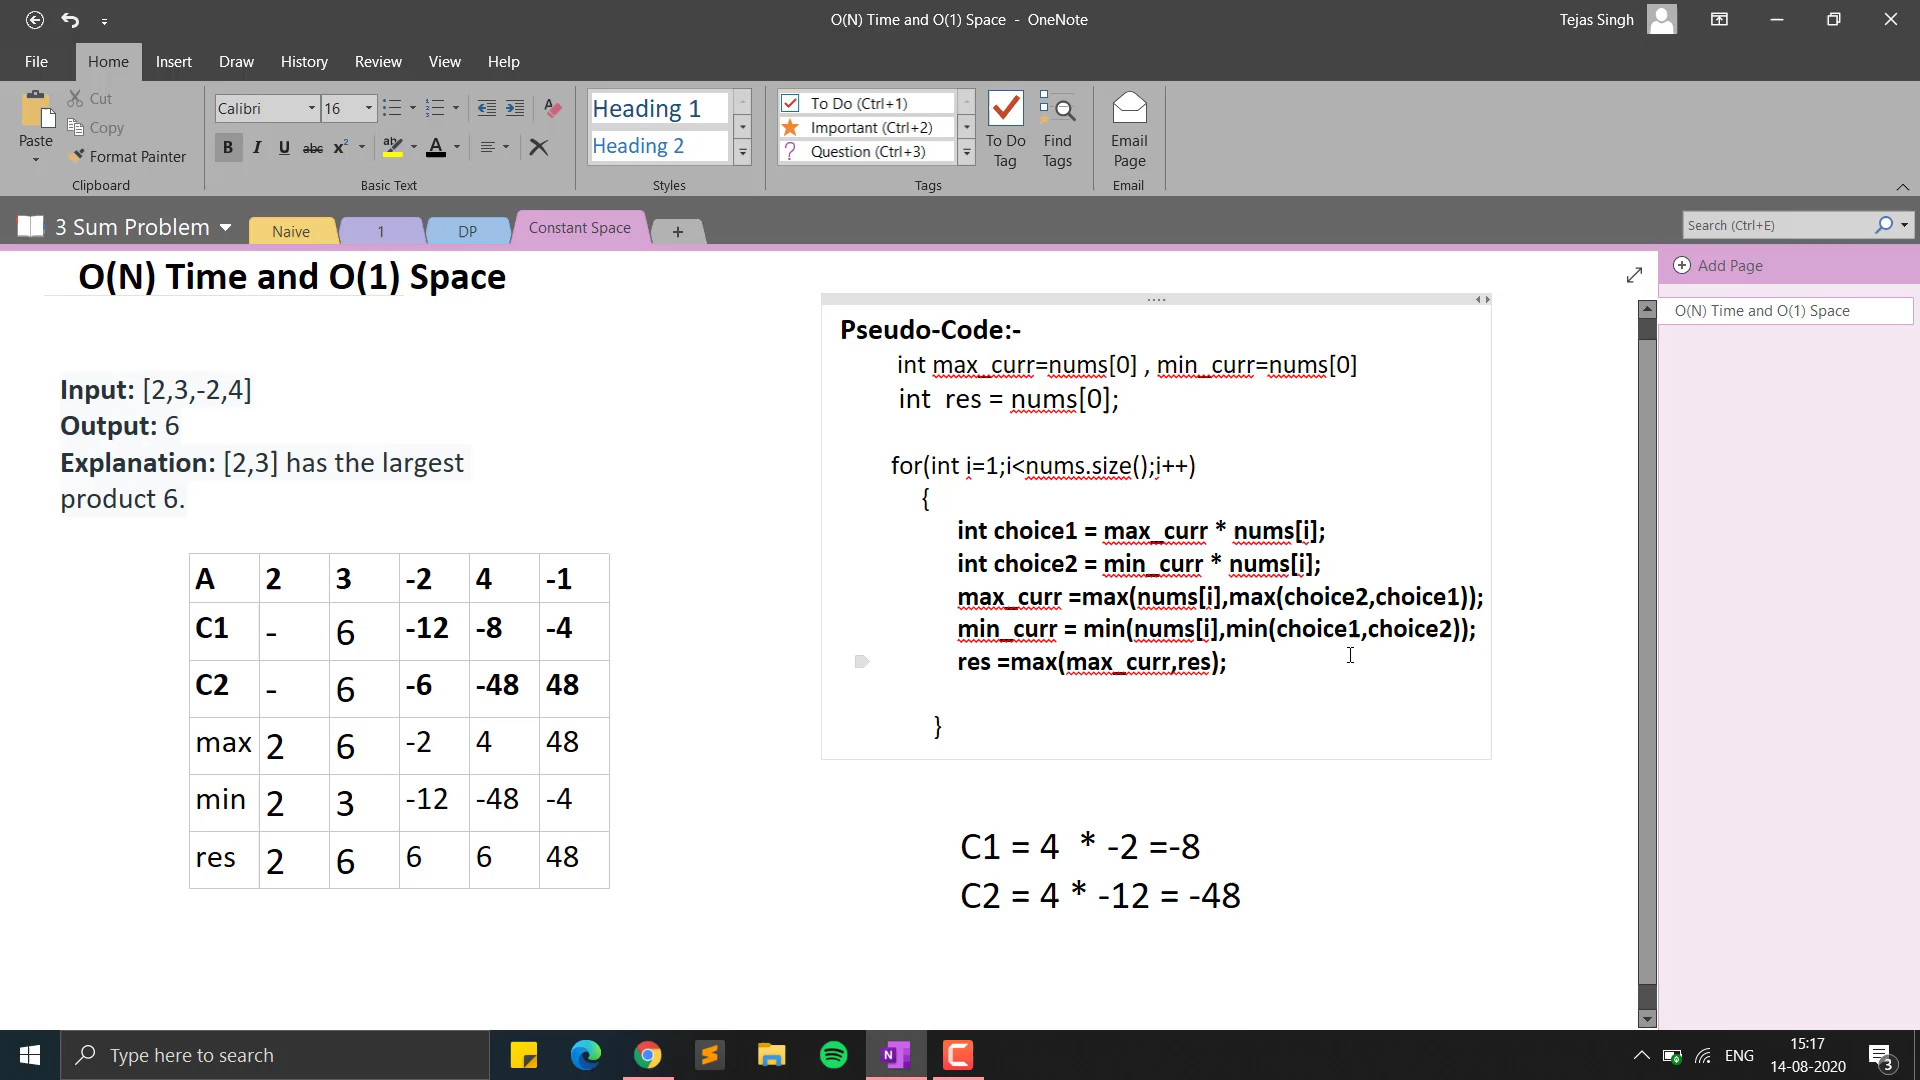 O(N) Time and O(1) Space - OneNote
Tejas Singh
File Home Insert Draw History Review View Help
Paste
Cut
Copy
Format Painter
Clipboard
Calibri 16
B I U abc x²
A
Basic Text
Heading 1
Heading 2
Styles
To Do (Ctrl+1)
Important (Ctrl+2)
Question (Ctrl+3)
To Do Tag
Find Tags
Tags
Email Page
Email
3 Sum Problem
Naive 1 DP Constant Space +
Search (Ctrl+E)
Add Page
O(N) Time and O(1) Space
O(N) Time and O(1) Space
Input: [2,3,-2,4]
Output: 6
Explanation: [2,3] has the largest
product 6.
A 2 3 -2 4 -1
C1 - 6 -12 -8 -4
C2 - 6 -6 -48 48
max 2 6 -2 4 48
min 2 3 -12 -48 -4
res 2 6 6 6 48
Pseudo-Code:-
int max_curr=nums[0] , min_curr=nums[0]
int res = nums[0];
for(int i=1;i<nums.size();i++)
{
int choice1 = max_curr * nums[i];
int choice2 = min_curr * nums[i];
max_curr =max(nums[i],max(choice2,choice1));
min_curr = min(nums[i],min(choice1,choice2));
res =max(max_curr,res);
}
C1 = 4 * -2 =-8
C2 = 4 * -12 = -48
Type here to search
N
ENG
15:17
14-08-2020
3